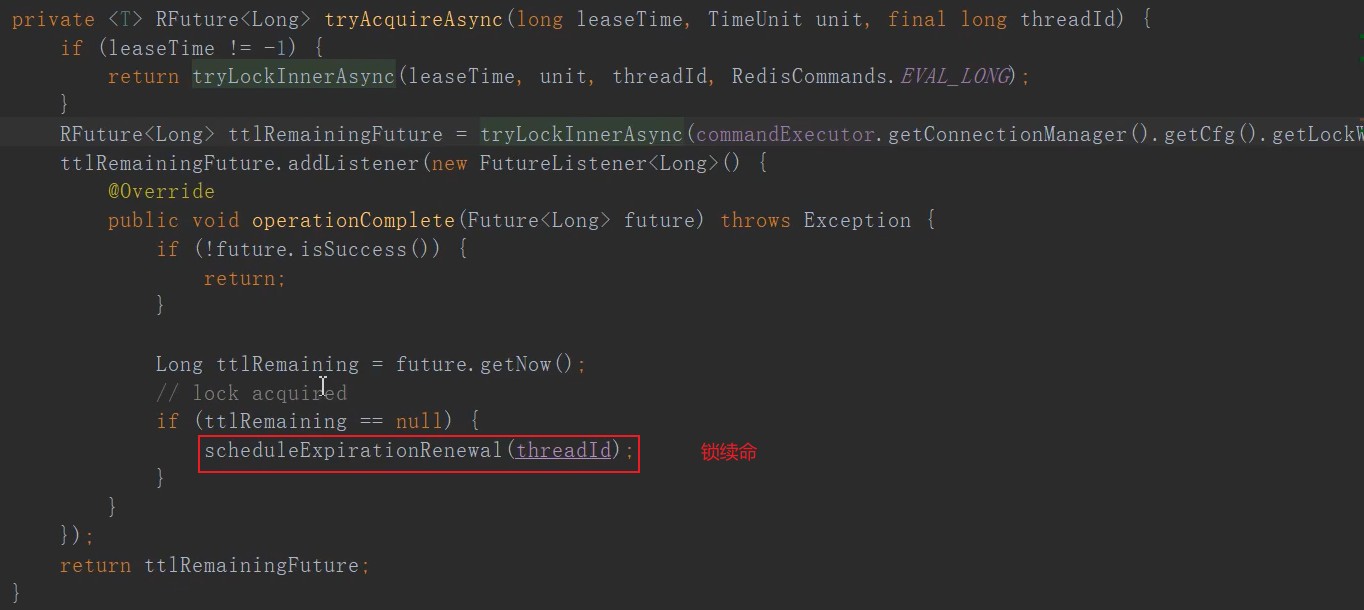 private <T> RFuture<Long> tryAcquireAsync(long leaseTime, TimeUnit unit, final long threadId) {
if (leaseTime != -1) {
return tryLockInnerAsync(leaseTime, unit, threadId, RedisCommands.EVAL_LONG);
}
RFuture<Long> ttlRemainingFuture = tryLockInnerAsync(commandExecutor.getConnectionManager().getCfg().getLockW
ttlRemainingFuture.addListener(new FutureListener<Long>() {
@Override
public void operationComplete(Future<Long> future) throws Exception {
if (!future.isSuccess()) {
return;
}
Long ttlRemaining = future.getNow();
// lock acquired
if (ttlRemaining == null) {
scheduleExpirationRenewal(threadId); 锁续命
}
}
});
return ttlRemainingFuture;
}